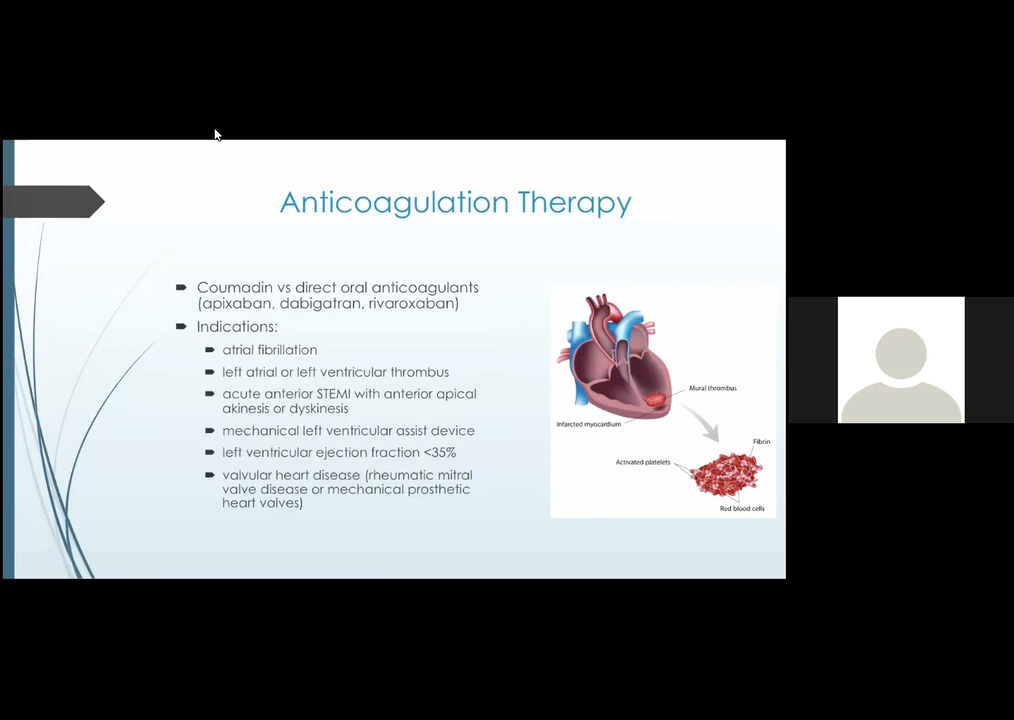 Anticoagulation Therapy
Coumadin vs direct oral anticoagulants
(apixaban, dabigatran, rivaroxaban)
Indications:
atrial fibrillation
left atrial or left ventricular thrombus
acute anterior STEMI with anterior apical
akinesis or dyskinesis
mechanical left ventricular assist device
left ventricular ejection fraction <35%
valvular heart disease (rheumatic mitral
valve disease or mechanical prosthetic
heart valves)
Mural thrombus
Infarcted myocardium
Fibrin
Activated platelets
Red blood cells